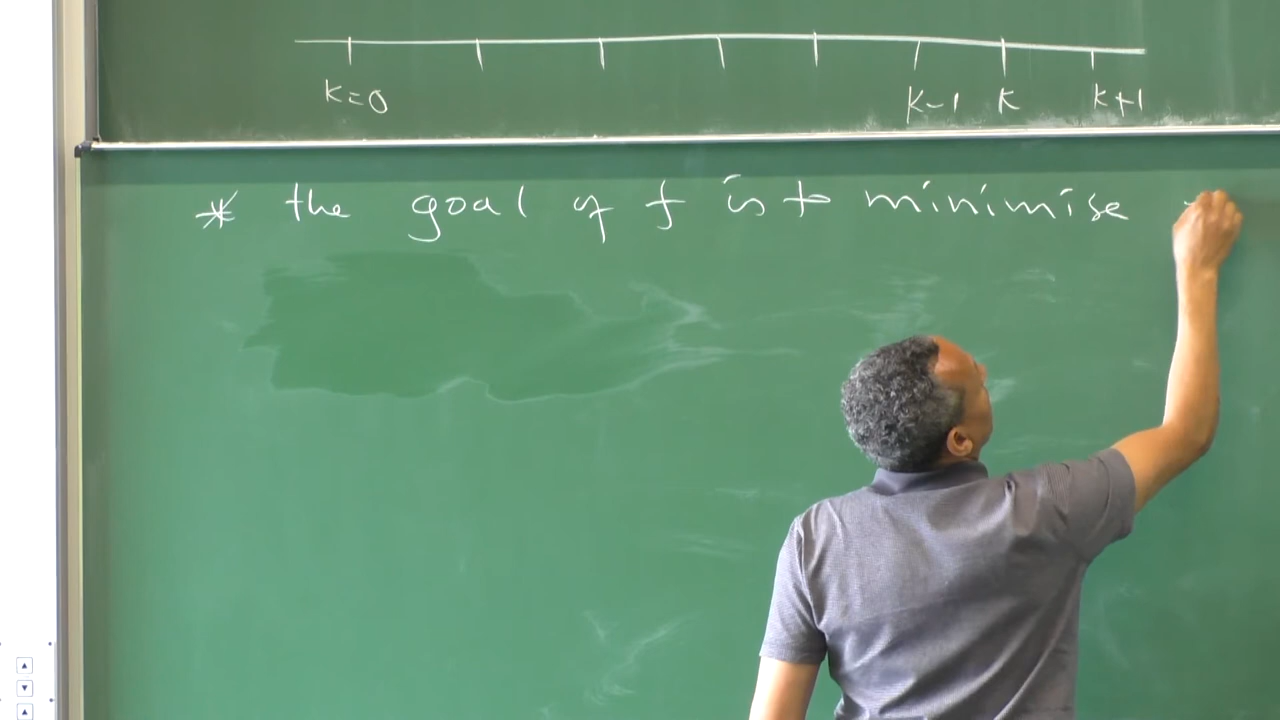 k=0 k-1 k k+1
* the goal of f is to minimise